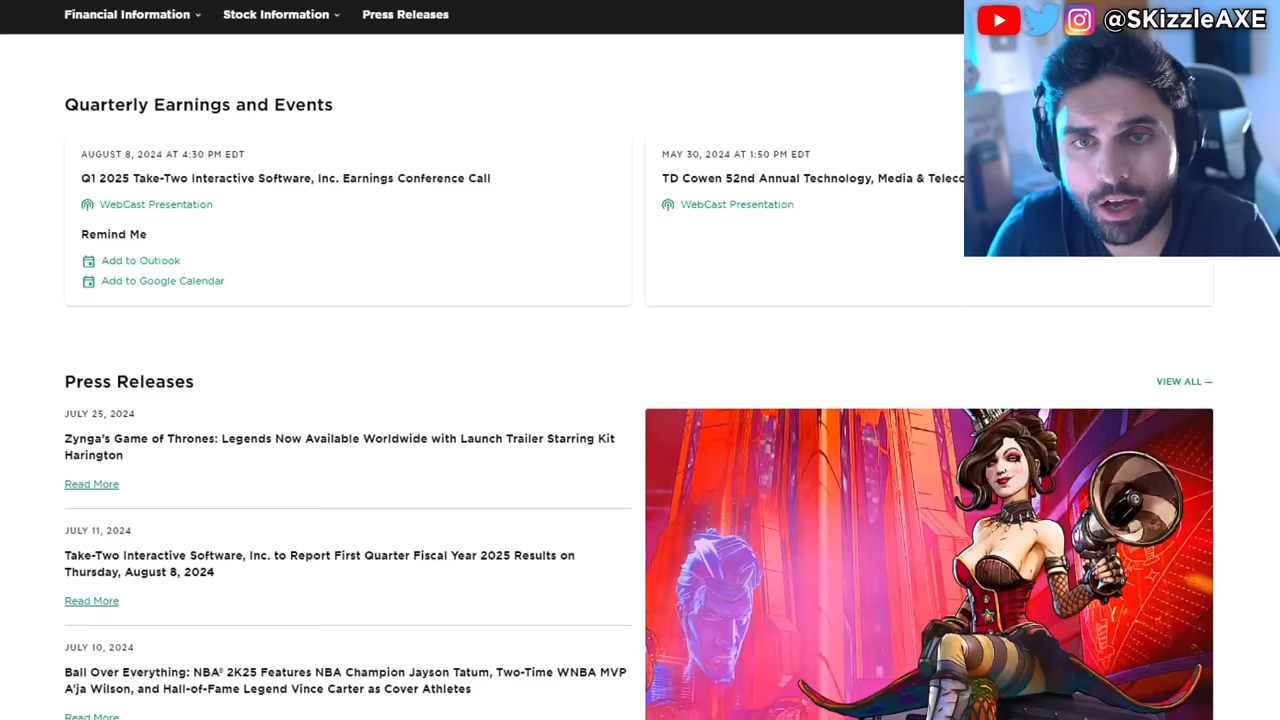 Financial Information
Stock Information
Press Releases
@SKizzleAXE
Quarterly Earnings and Events
AUGUST 8, 2024 AT 4:30 PM EDT
Q1 2025 Take-Two Interactive Software, Inc. Earnings Conference Call
WebCast Presentation
Remind Me
Add to Outlook
Add to Google Calendar
MAY 30, 2024 AT 1:50 PM EDT
TD Cowen 52nd Annual Technology, Media &
WebCast Presentation
Press Releases
VIEW ALL
JULY 25, 2024
Zynga's Game of Thrones: Legends Now Available Worldwide with Launch Trailer Starring Kit
Harington
Read More
JULY 11, 2024
Take-Two Interactive Software, Inc. to Report First Quarter Fiscal Year 2025 Results on
Thursday, August 8, 2024
Read More
JULY 10, 2024
Ball Over Everything: NBA® 2K25 Features NBA Champion Jayson Tatum, Two-Time WNBA MVP
A'ja Wilson, and Hall-of-Fame Legend Vince Carter as Cover Athletes
Read More